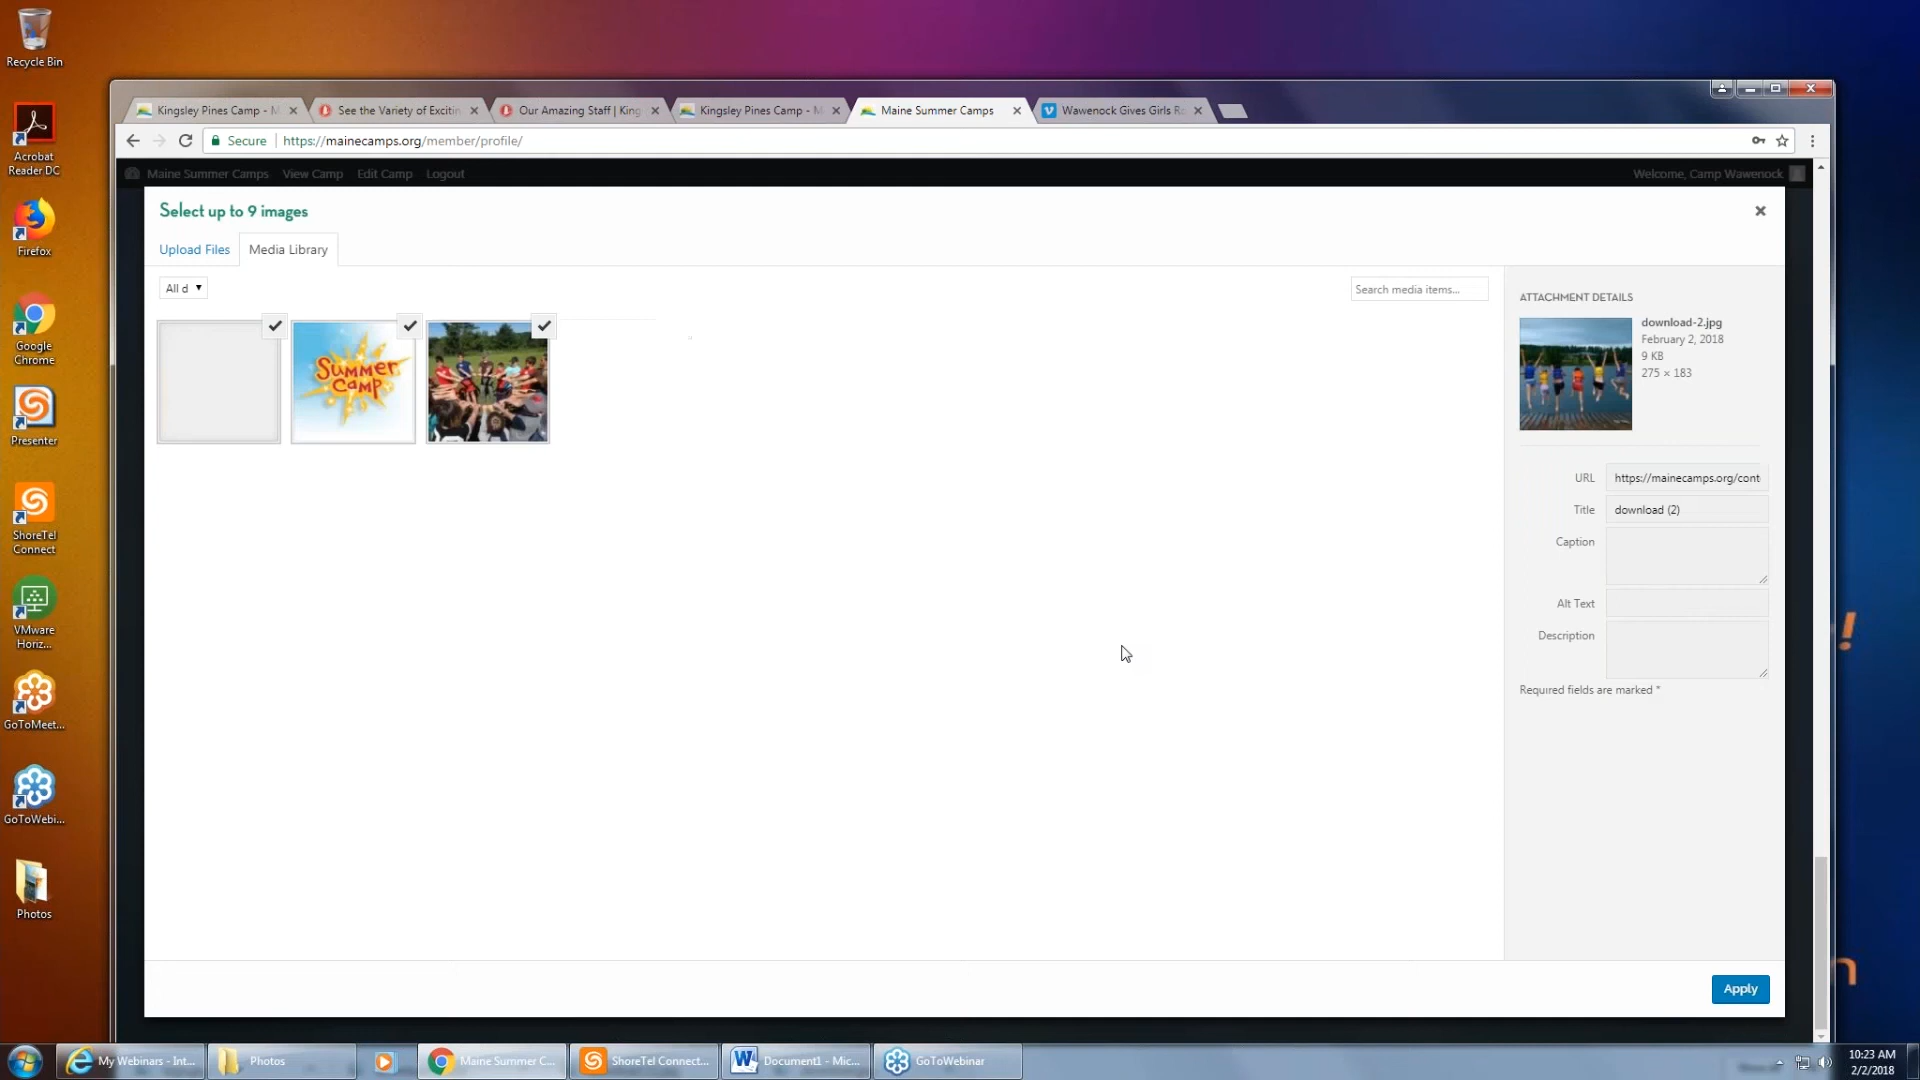 Recycle Bin
Acrobat
Reader DC
Firefox
Google
Chrome
Presenter
ShoreTel
Connect
VMware
Horiz...
GoToMeet...
GoToWebi...
Photos
Kingsley Pines Camp - M
See the Variety of Excitin
Our Amazing Staff | King
Kingsley Pines Camp - M
Maine Summer Camps
Wawenock Gives Girls Ro
Secure
https://mainecamps.org/member/profile/
Maine Summer Camps
View Camp
Edit Camp
Logout
Welcome, Camp Wawenock
Select up to 9 images
Upload Files
Media Library
All d
Search media items...
SUMMER
CAMP
ATTACHMENT DETAILS
download-2.jpg
February 2, 2018
9 KB
275 × 183
URL
https://mainecamps.org/cont
Title
download (2)
Caption
Alt Text
Description
Required fields are marked *
Apply
!
n
My Webinars - Int...
Photos
Maine Summer C...
ShoreTel Connect...
Document1 - Mic...
GoToWebinar
10:23 AM
2/2/2018